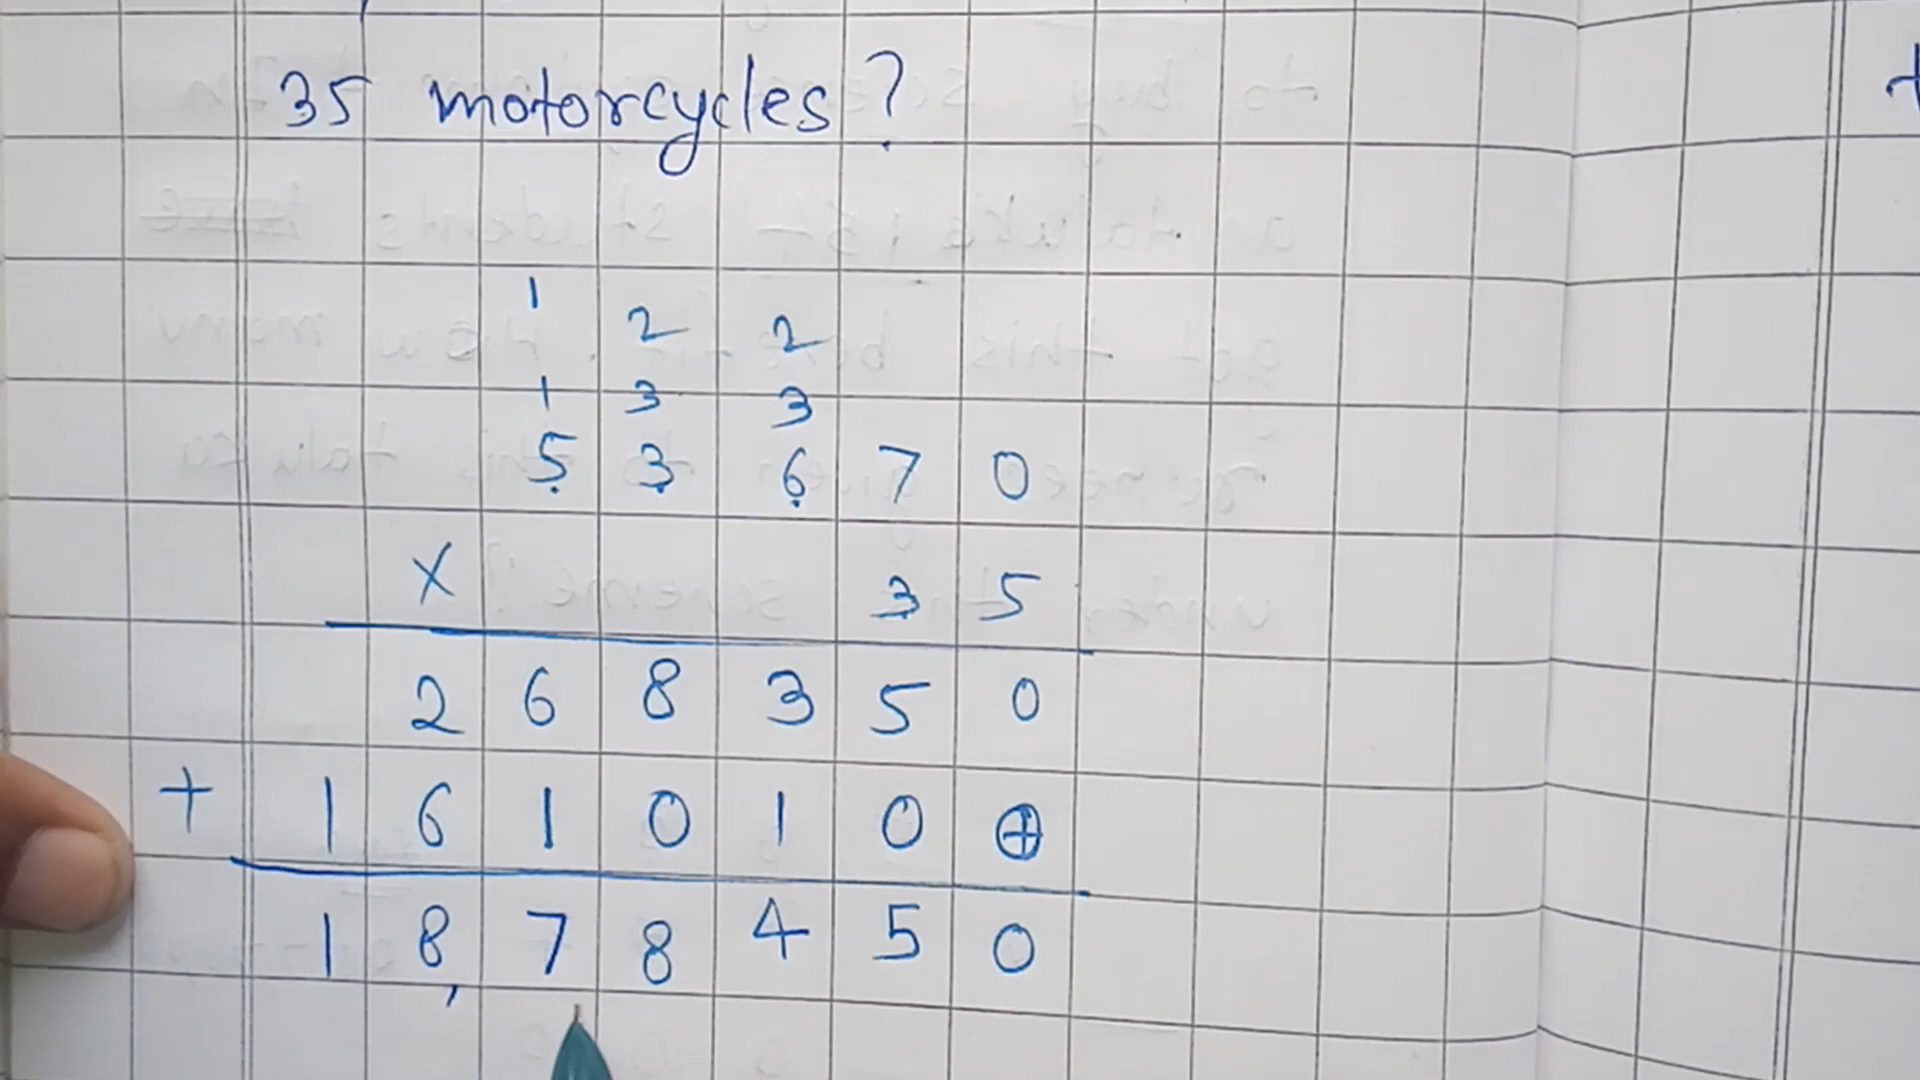 35 motorcycles?
1 2 2
1 3 3
5 3 6 7 0
× 3 5
2 6 8 3 5 0
+ 1 6 1 0 1 0 ⊕
1 8, 7 8 4 5 0